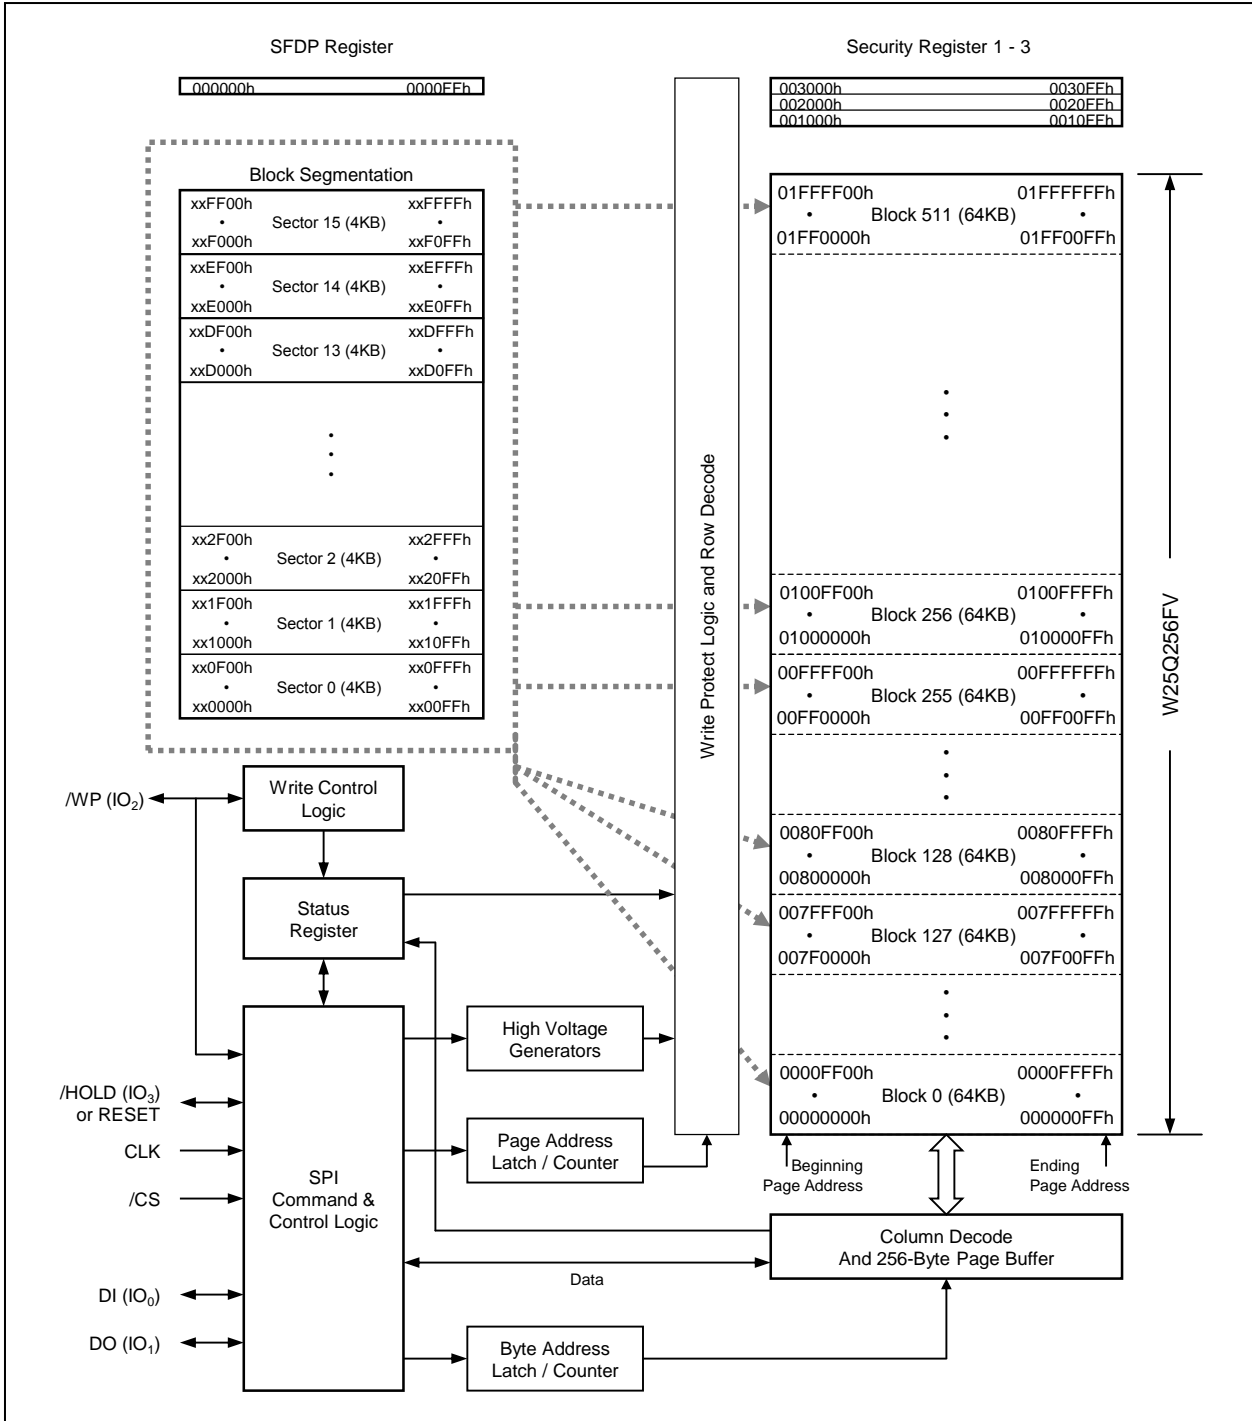 SFDP Register
000000h 0000FFh
Security Register 1 - 3
003000h 0030FFh
002000h 0020FFh
001000h 0010FFh
Block Segmentation
xxFF00h xxFFFFh
• Sector 15 (4KB) •
xxF000h xxF0FFh
xxEF00h xxEFFFh
• Sector 14 (4KB) •
xxE000h xxE0FFh
xxDF00h xxDFFFh
• Sector 13 (4KB) •
xxD000h xxD0FFh
xx2F00h xx2FFFh
• Sector 2 (4KB) •
xx2000h xx20FFh
xx1F00h xx1FFFh
• Sector 1 (4KB) •
xx1000h xx10FFh
xx0F00h xx0FFFh
• Sector 0 (4KB) •
xx0000h xx00FFh
Write Protect Logic and Row Decode
01FFFF00h 01FFFFFFh
• Block 511 (64KB) •
01FF0000h 01FF00FFh
0100FF00h 0100FFFFh
• Block 256 (64KB) •
01000000h 010000FFh
00FFFF00h 00FFFFFFh
• Block 255 (64KB) •
00FF0000h 00FF00FFh
0080FF00h 0080FFFFh
• Block 128 (64KB) •
00800000h 008000FFh
007FFF00h 007FFFFFh
• Block 127 (64KB) •
007F0000h 007F00FFh
0000FF00h 0000FFFFh
• Block 0 (64KB) •
00000000h 000000FFh
W25Q256FV
Beginning
Page Address
Ending
Page Address
/WP (IO2)
Write Control
Logic
Status
Register
High Voltage
Generators
/HOLD (IO3)
or RESET
CLK
/CS
Page Address
Latch / Counter
SPI
Command &
Control Logic
Column Decode
And 256-Byte Page Buffer
Data
DI (IO0)
DO (IO1)
Byte Address
Latch / Counter